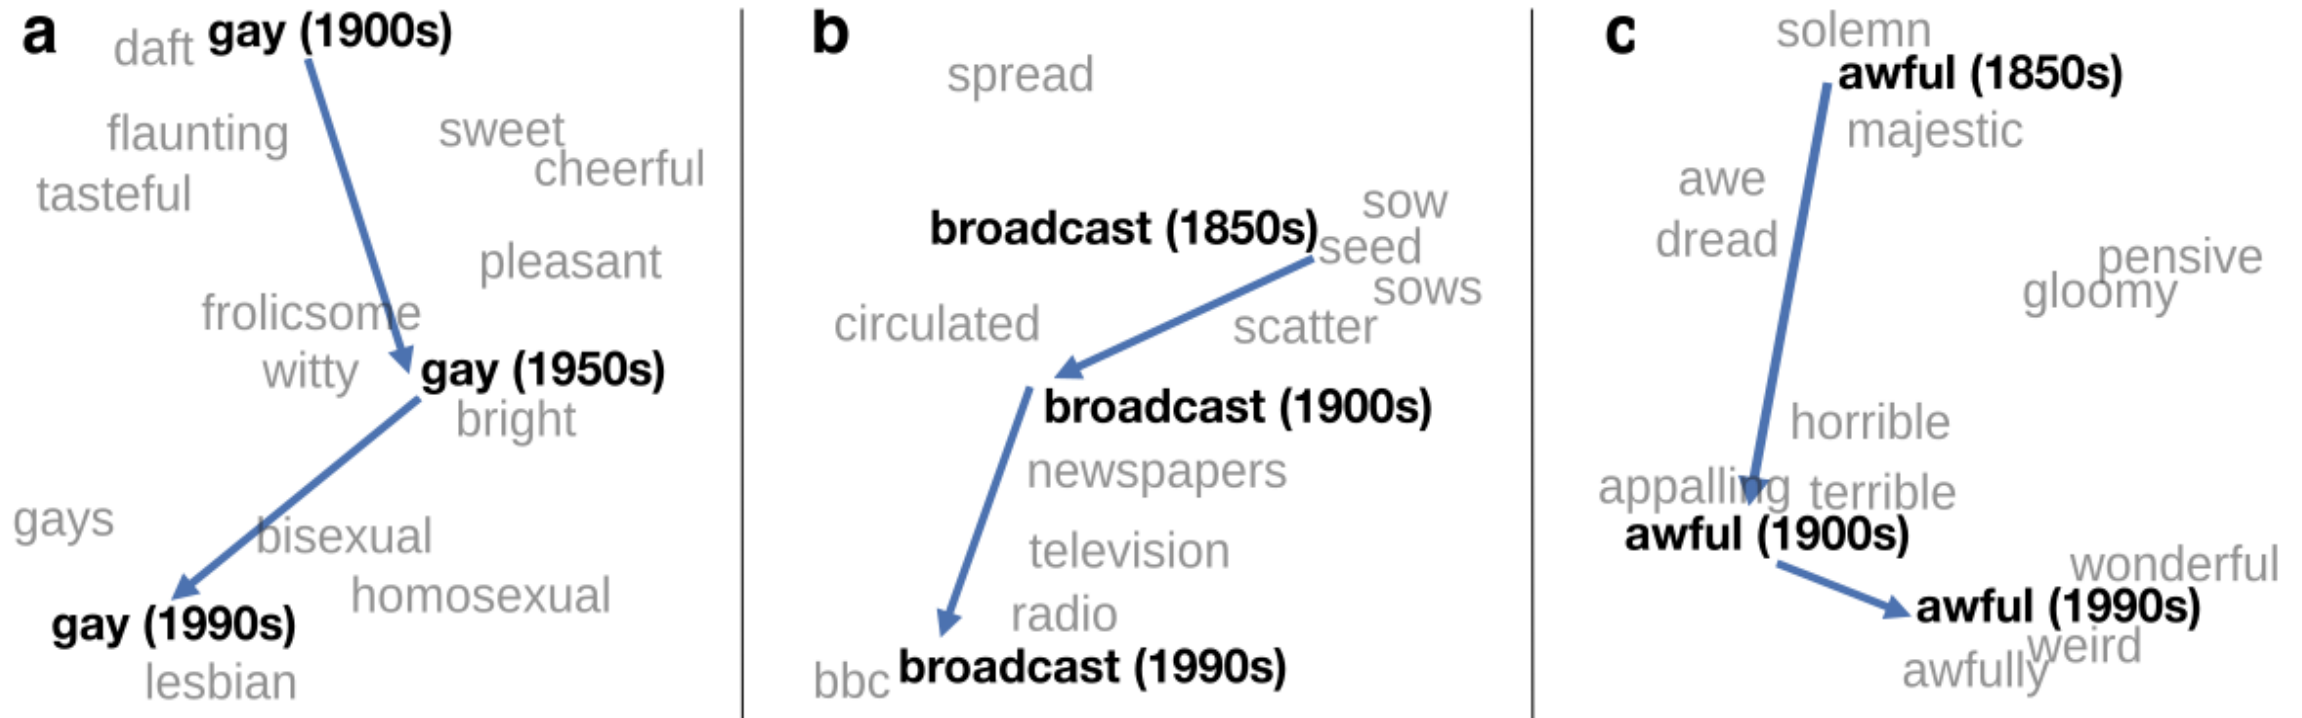 a
daft gay (1900s)
flaunting
sweet
cheerful
tasteful
pleasant
frolicsome
witty
gay (1950s)
bright
gays
bisexual
homosexual
gay (1990s)
lesbian
b
spread
sow
broadcast (1850s)
seed
sows
circulated
scatter
broadcast (1900s)
newspapers
television
radio
bbc broadcast (1990s)
c
solemn
awful (1850s)
majestic
awe
dread
pensive
gloomy
horrible
appalling terrible
awful (1900s)
wonderful
awful (1990s)
weird
awfully